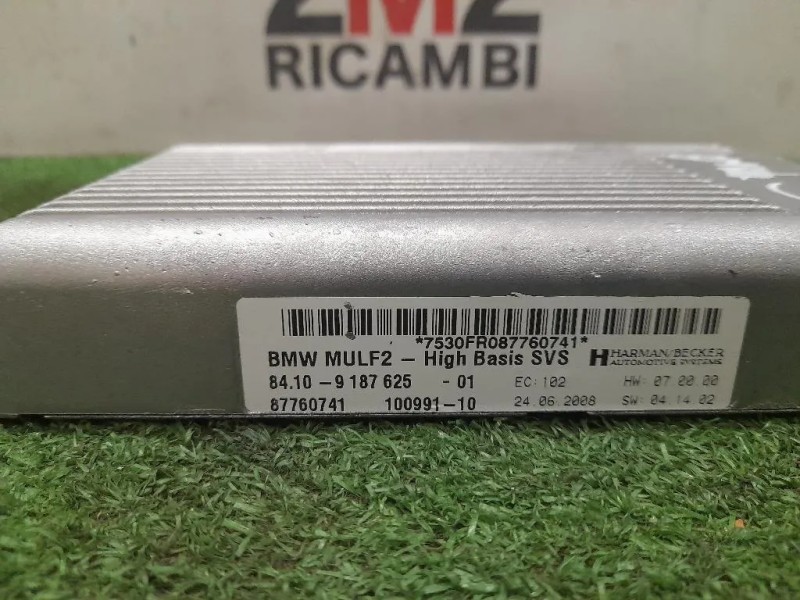 2M2
RICAMBI
*7530FR087760741*
BMW MULF2 - High Basis SVS
HARMAN/BECKER
AUTOMOTIVE SYSTEMS
84.10 - 9 187 625 - 01
EC: 102
HW: 07.00.00
87760741
100991-10
24.06.2008
SW: 04.14.02